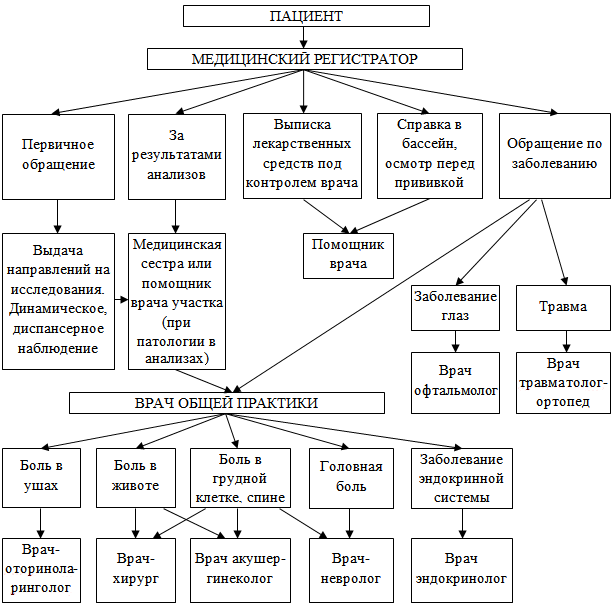 ПАЦИЕНТ
МЕДИЦИНСКИЙ РЕГИСТРАТОР
Первичное
обращение
За
результатами
анализов
Выписка
лекарственных
средств под
контролем врача
Справка в
бассейн,
осмотр перед
прививкой
Обращение по
заболеванию
Выдача
направлений на
исследования.
Динамическое,
диспансерное
наблюдение
Медицинская
сестра или
помощник
врача участка
(при
патологии в
анализах)
Помощник
врача
Заболевание
глаз
Травма
Врач
офтальмолог
Врач
травматолог-
ортопед
ВРАЧ ОБЩЕЙ ПРАКТИКИ
Боль в
ушах
Боль в
животе
Боль в
грудной
клетке, спине
Головная
боль
Заболевание
эндокринной
системы
Врач-
оторинола-
ринголог
Врач-
хирург
Врач акушер-
гинеколог
Врач-
невролог
Врач
эндокринолог